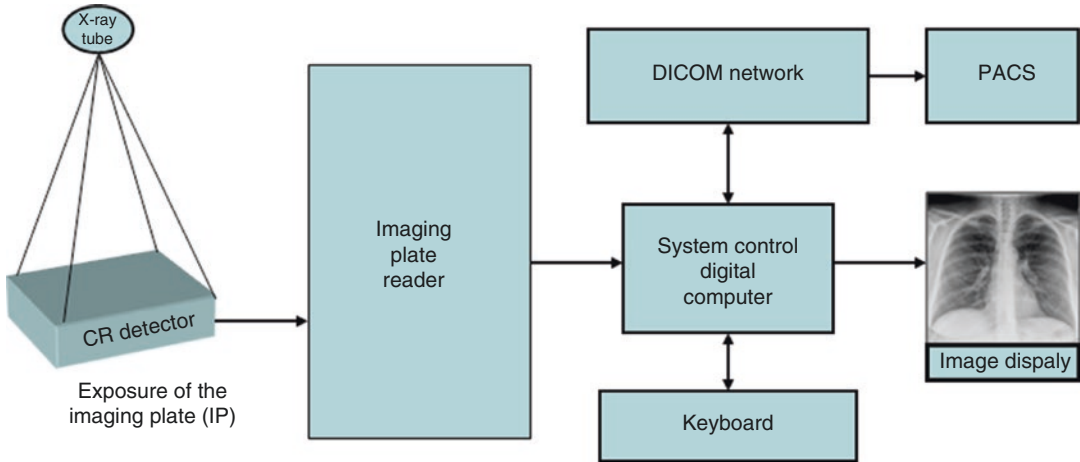 X-ray
tube
CR detector
Exposure of the
imaging plate (IP)
Imaging
plate
reader
DICOM network
PACS
System control
digital
computer
Image dispaly
Keyboard